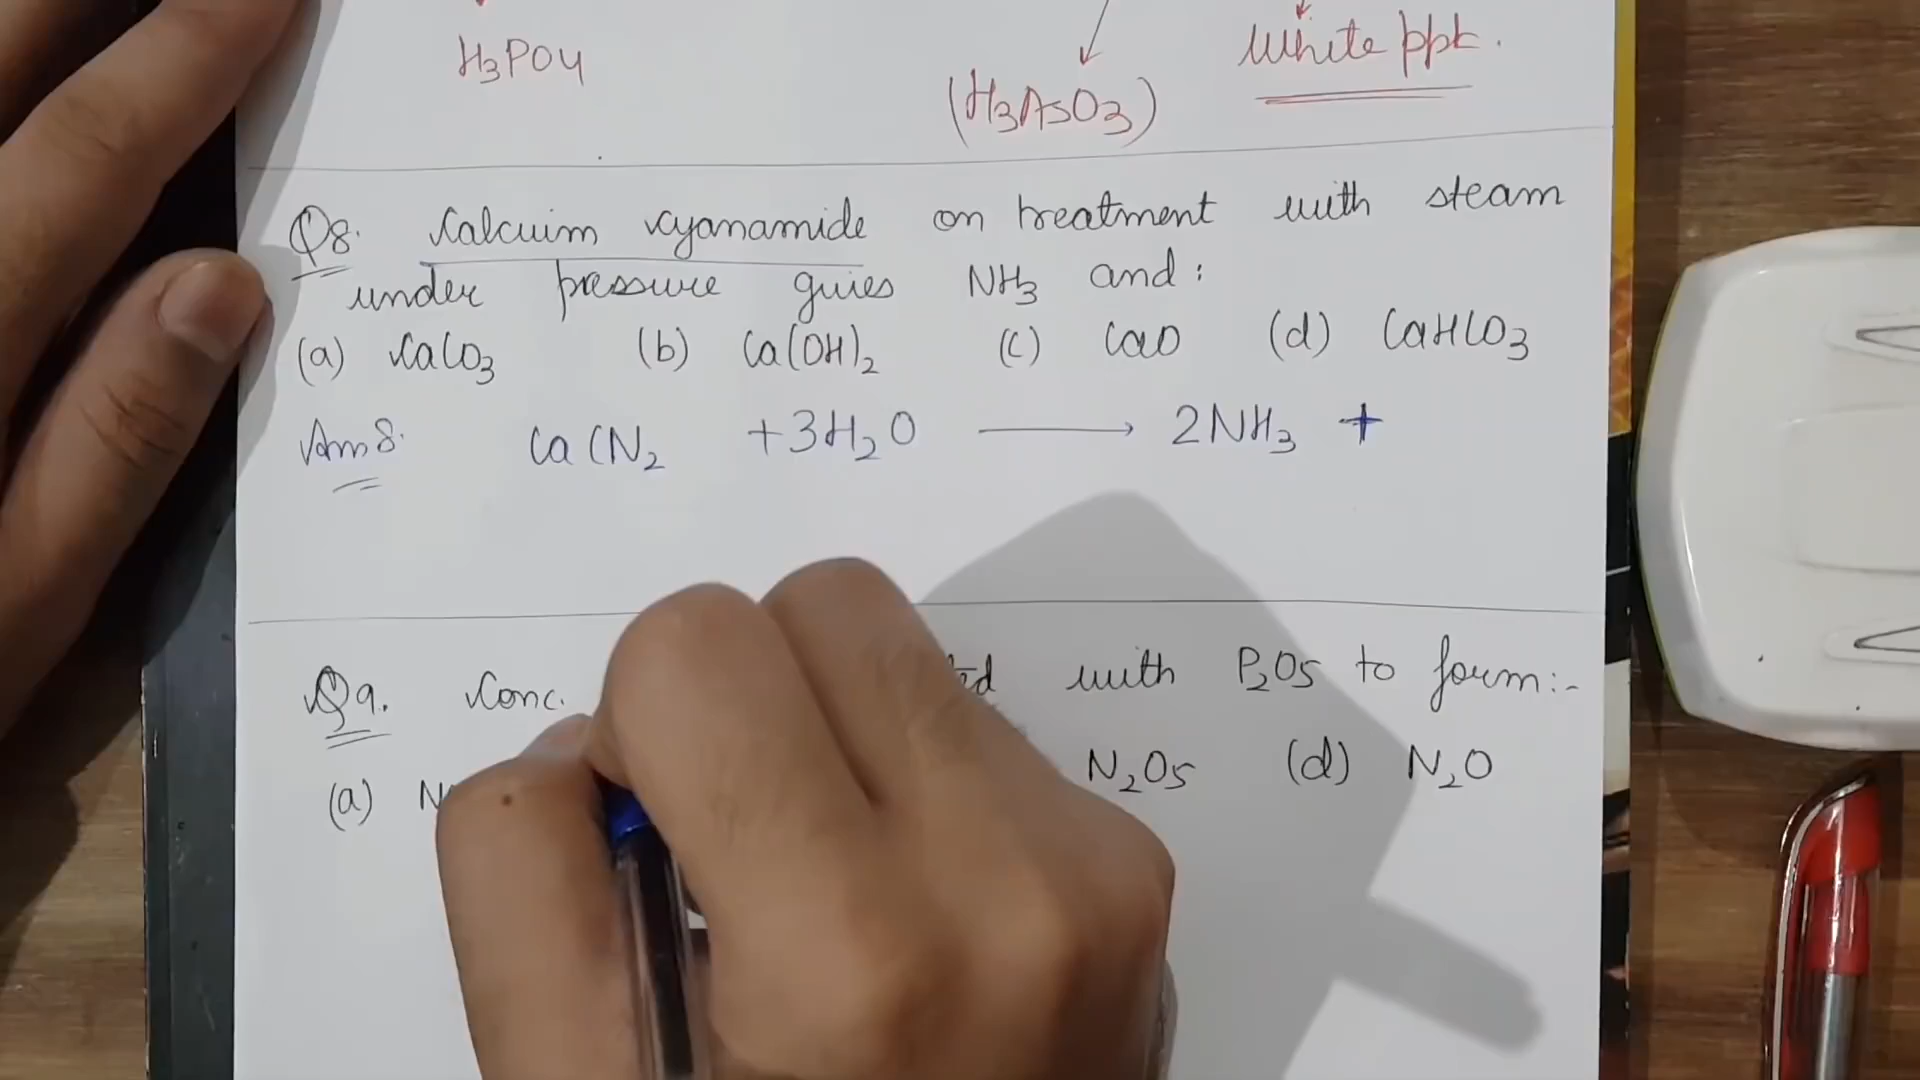 H3PO4
(H3AsO3)
White ppt.
Q8. Calcuim cyanamide on treatment with steam
under pressure gives NH3 and :
(a) CaCO3 (b) Ca(OH)2 (c) CaO (d) CaHCO3
Ans 8. CaCN2 + 3H2O ⟶ 2NH3 +
Q9. Conc. with P2O5 to form:-
(a) N2O5 (d) N2O